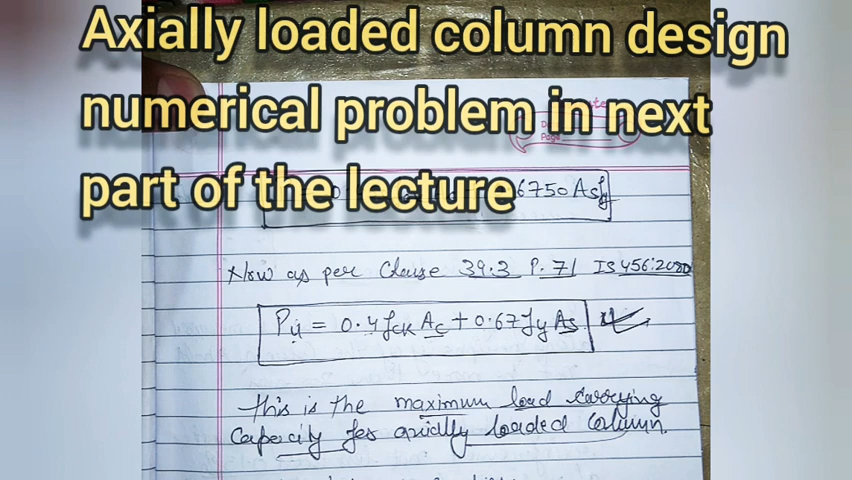 Axially loaded column design
numerical problem in next
part of the lecture
Page
6750 Asfy
Now as per Clause 39.3 P. 71 IS 456:2000
Pu = 0.4 fck Ac + 0.67 fy As
this is the maximum load carrying
Capacity for axially loaded column.